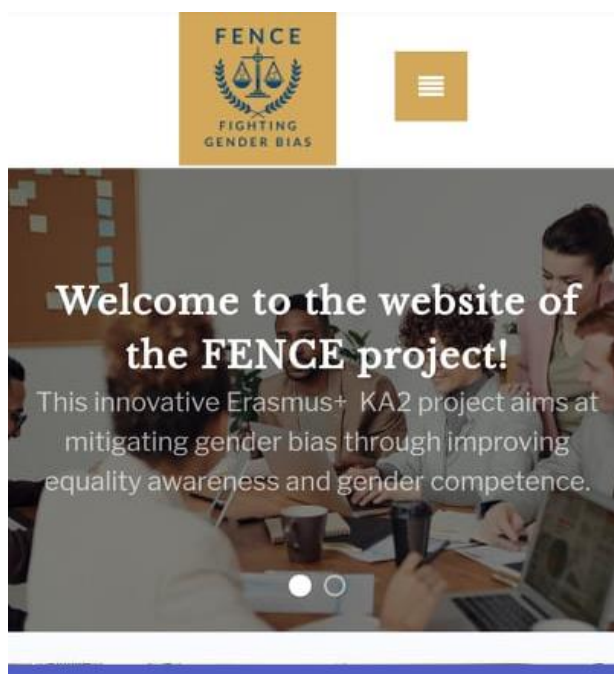 FENCE
FIGHTING
GENDER BIAS
Welcome to the website of
the FENCE project!
This innovative Erasmus+ KA2 project aims at
mitigating gender bias through improving
equality awareness and gender competence.